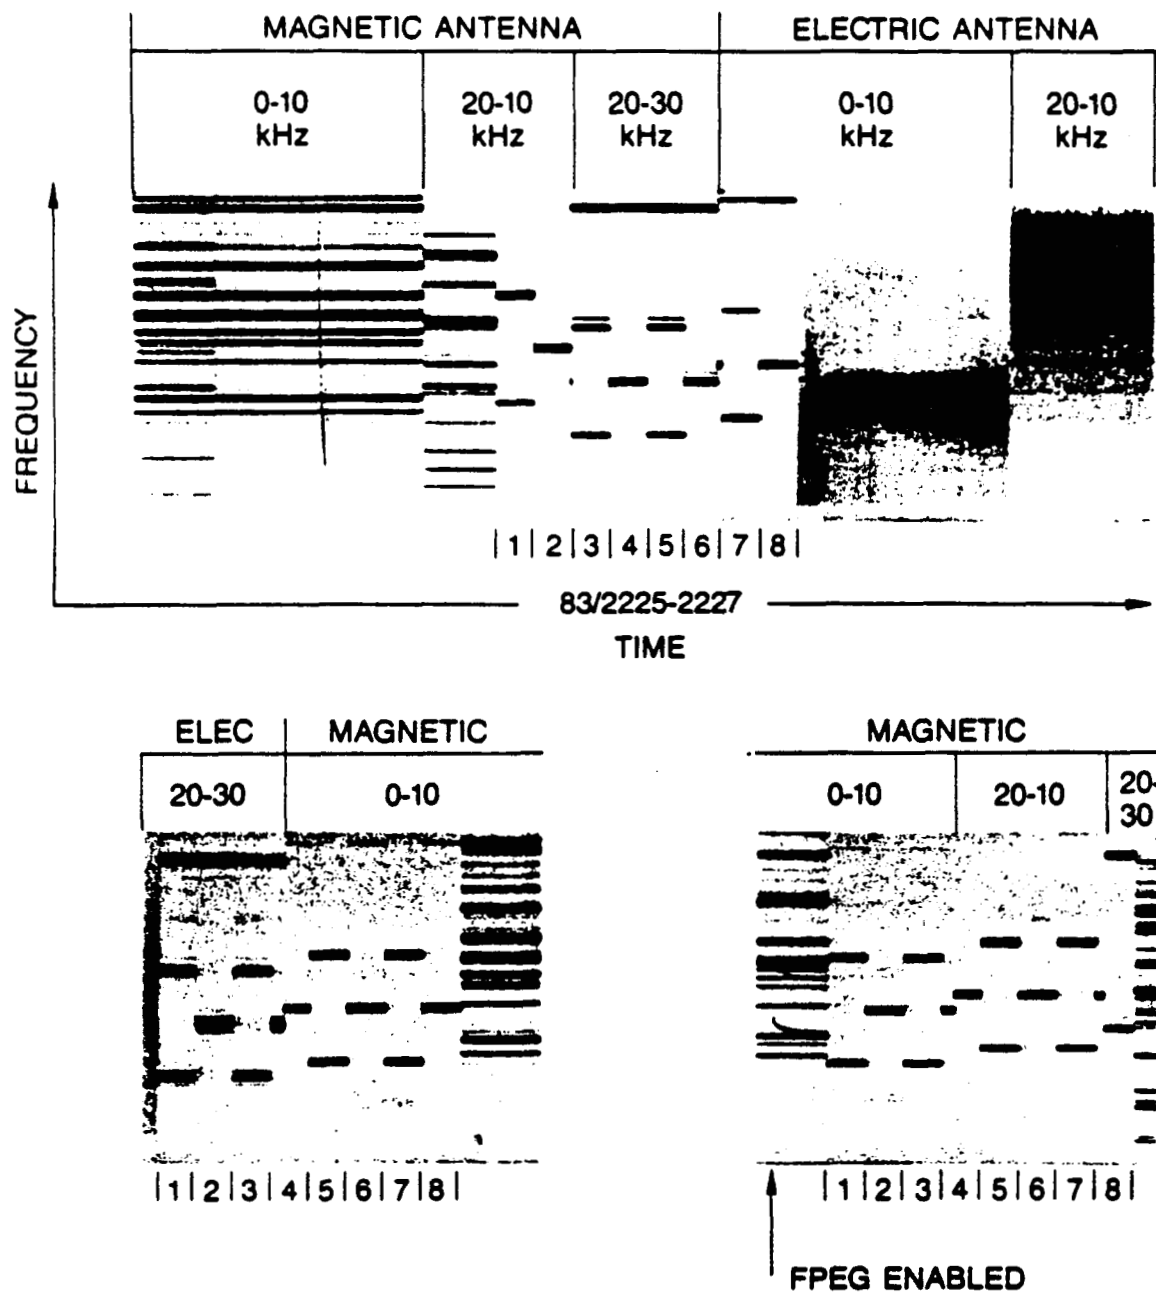 MAGNETIC ANTENNA ELECTRIC ANTENNA
0-10 kHz 20-10 kHz 20-30 kHz 0-10 kHz 20-10 kHz
FREQUENCY
1 2 3 4 5 6 7 8
83/2225-2227
TIME
ELEC MAGNETIC
20-30 0-10
1 2 3 4 5 6 7 8
MAGNETIC
0-10 20-10 20-30
1 2 3 4 5 6 7 8
FPEG ENABLED